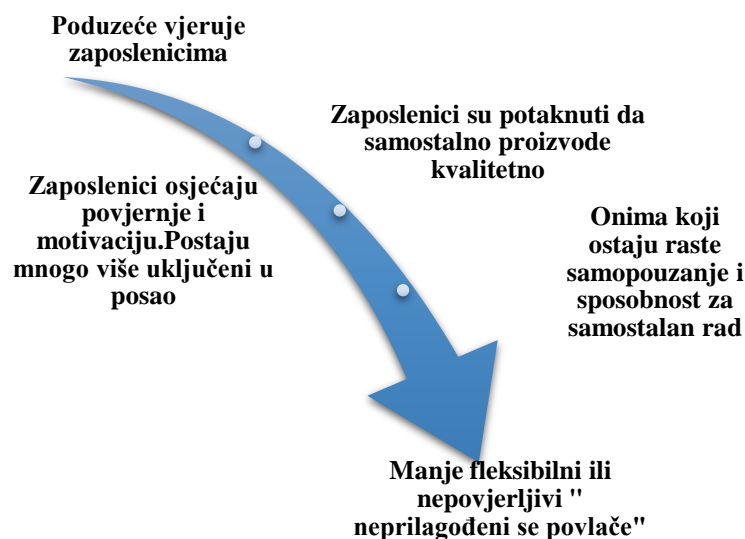 Poduzeće vjeruje
zaposlenicima
Zaposlenici su potaknuti da
samostalno proizvode
kvalitetno
Zaposlenici osjećaju
povjernje i
motivaciju.Postaju
mnogo više uključeni u
posao
Onima koji
ostaju raste
samopouzanje i
sposobnost za
samostalan rad
Manje fleksibilni ili
nepovjerljivi "
neprilagođeni se povlače"